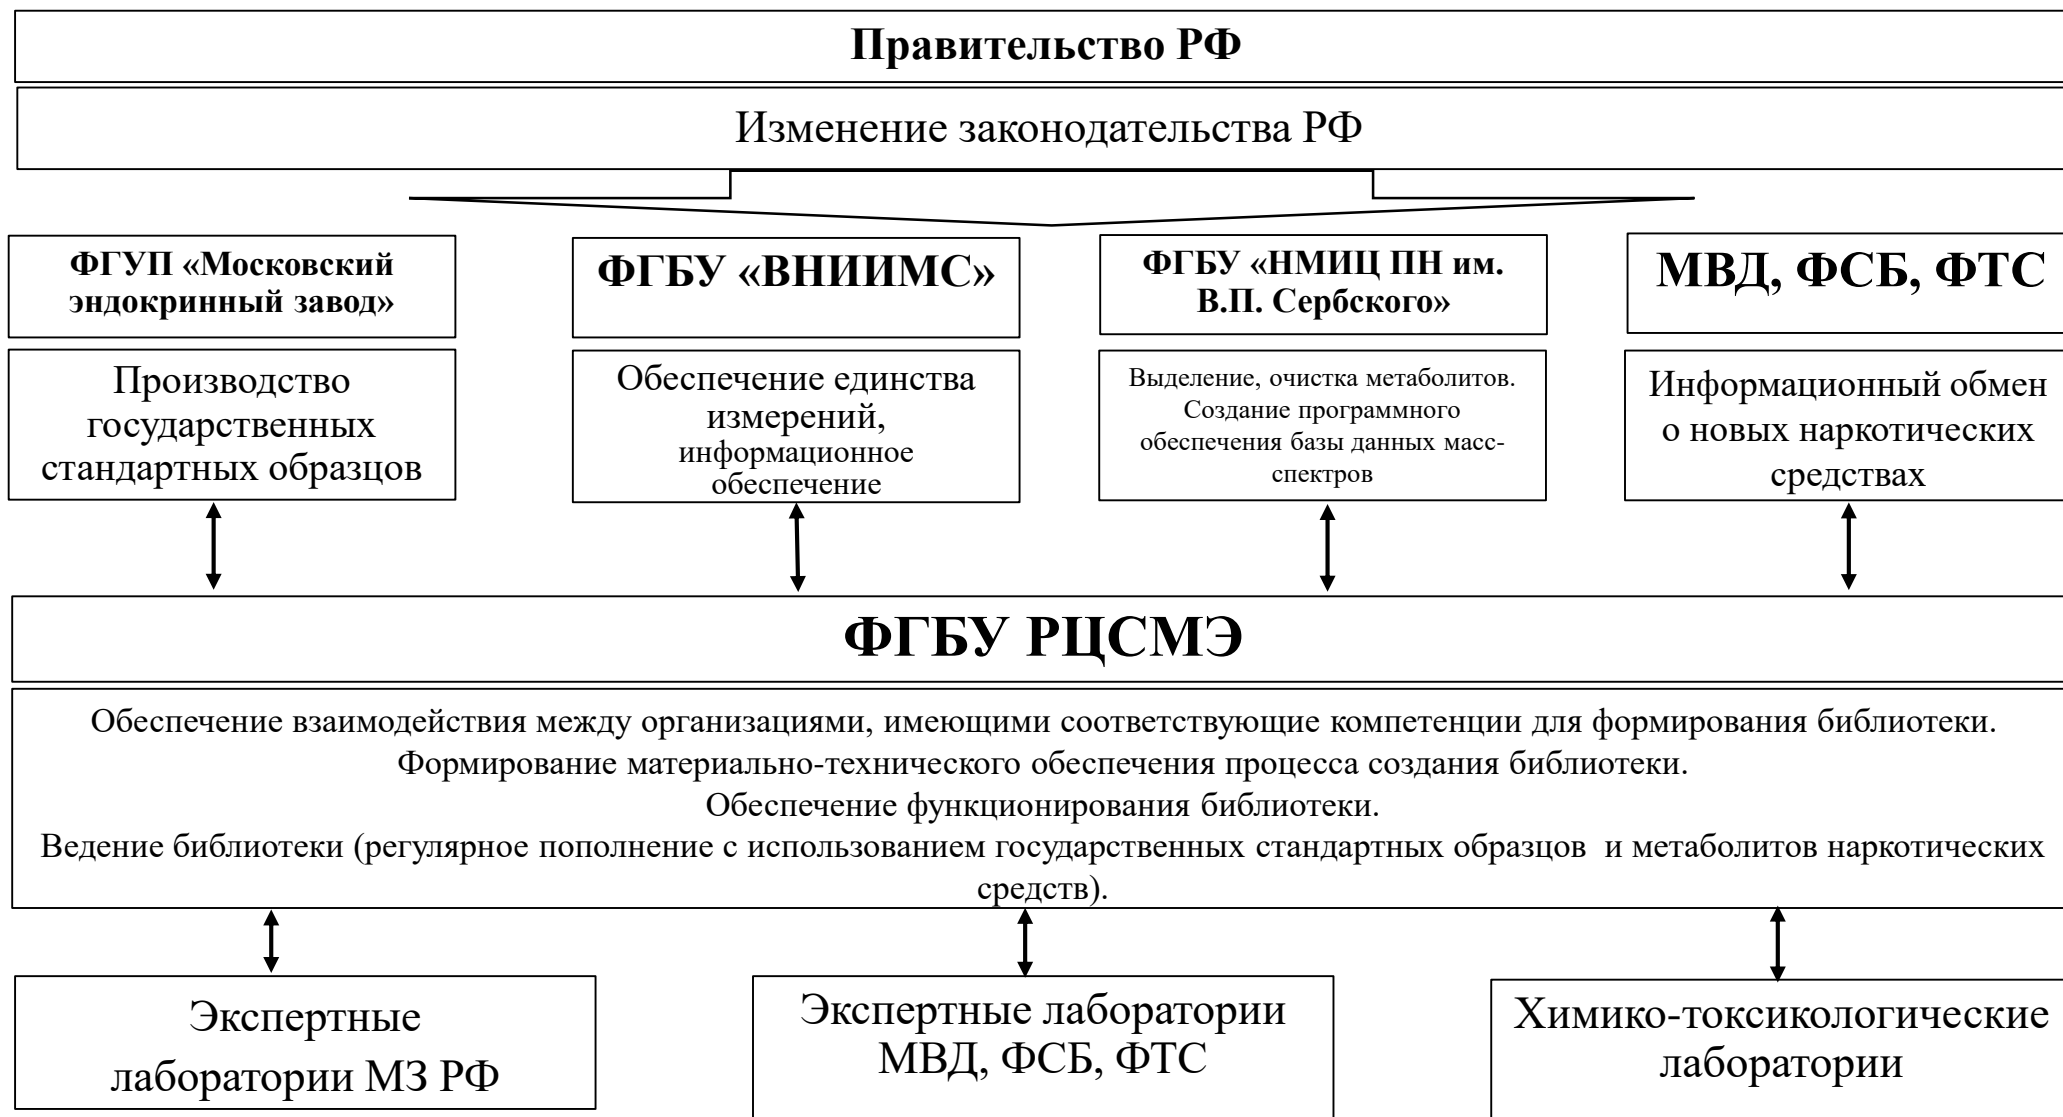 Правительство РФ
Изменение законодательства РФ
ФГУП «Московский
эндокринный завод»
ФГБУ «ВНИИМС»
ФГБУ «НМИЦ ПН им.
В.П. Сербского»
МВД, ФСБ, ФТС
Производство
государственных
стандартных образцов
Обеспечение единства
измерений,
информационное
обеспечение
Выделение, очистка метаболитов.
Создание программного
обеспечения базы данных масс-
спектров
Информационный обмен
о новых наркотических
средствах
ФГБУ РЦСМЭ
Обеспечение взаимодействия между организациями, имеющими соответствующие компетенции для формирования библиотеки.
Формирование материально-технического обеспечения процесса создания библиотеки.
Обеспечение функционирования библиотеки.
Ведение библиотеки (регулярное пополнение с использованием государственных стандартных образцов  и метаболитов наркотических
средств).
Экспертные
лаборатории МЗ РФ
Экспертные лаборатории
МВД, ФСБ, ФТС
Химико-токсикологические
лаборатории